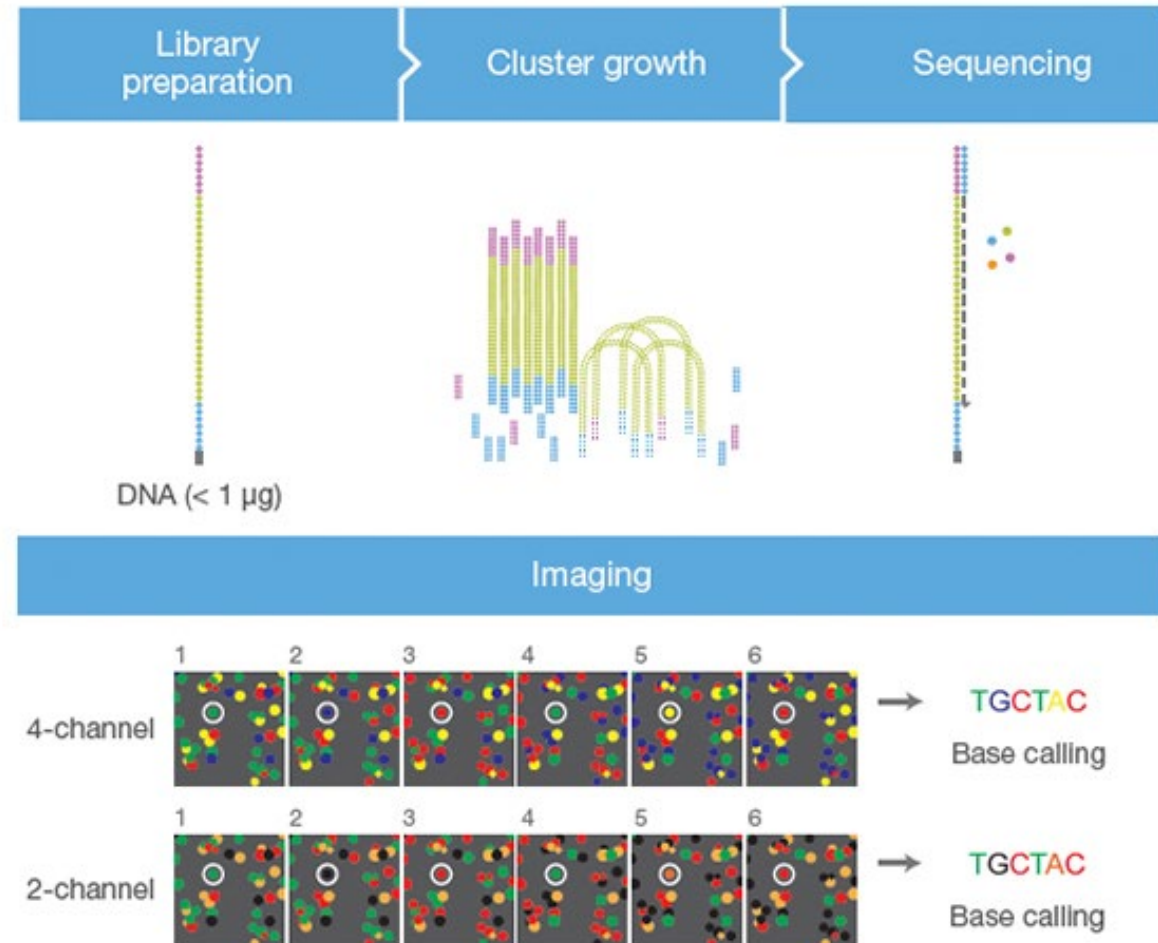 Library
preparation
Cluster growth
Sequencing
DNA (< 1 μg)
Imaging
1 2 3 4 5 6
4-channel
TGCTAC
Base calling
1 2 3 4 5 6
2-channel
TGCTAC
Base calling